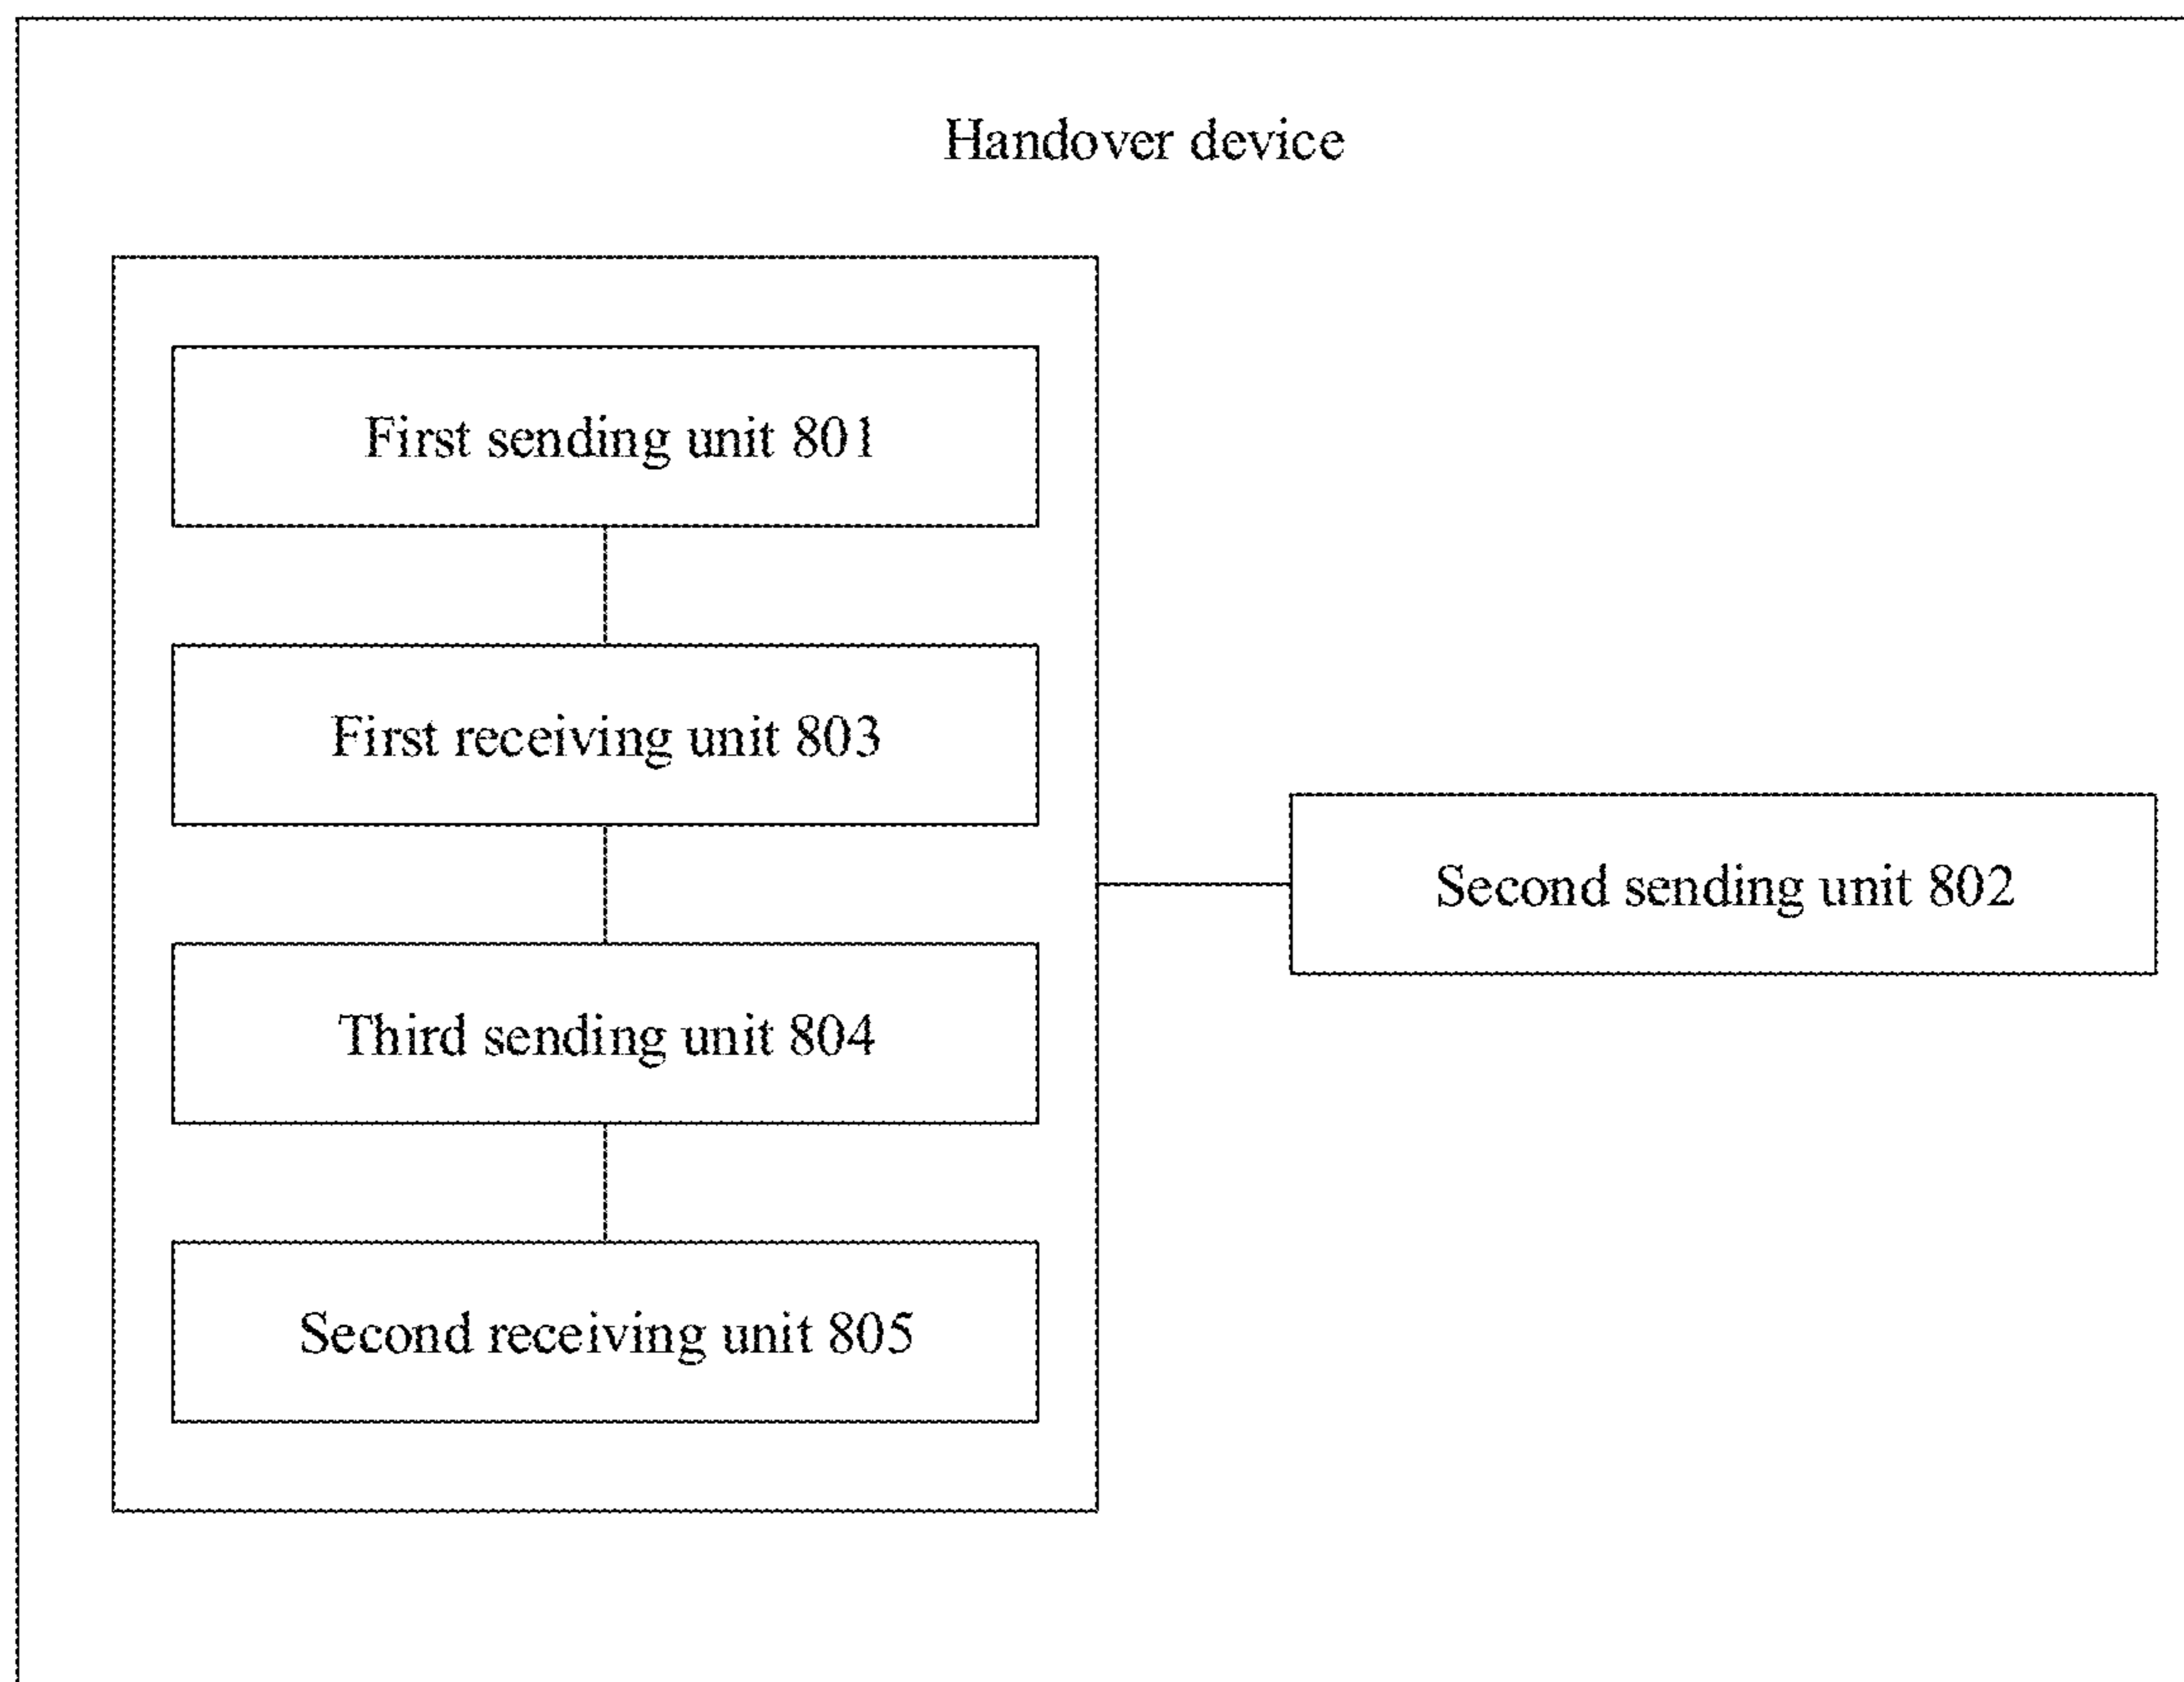 Handover device
First sending unit 801
First receiving unit 803
Second sending unit 802
Third sending unit 804
Second receiving unit 805